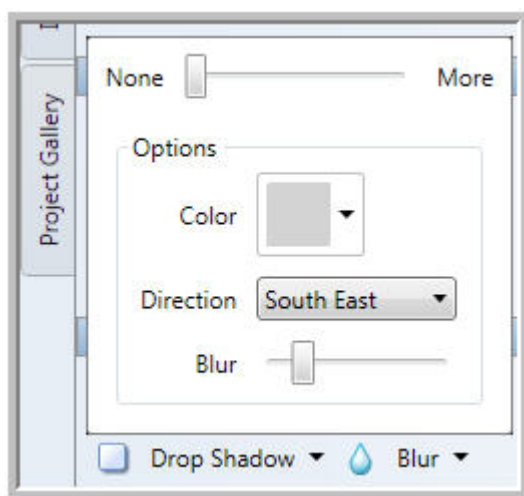 None More
Options
Color
Direction South East
Blur
Project Gallery
Drop Shadow Blur